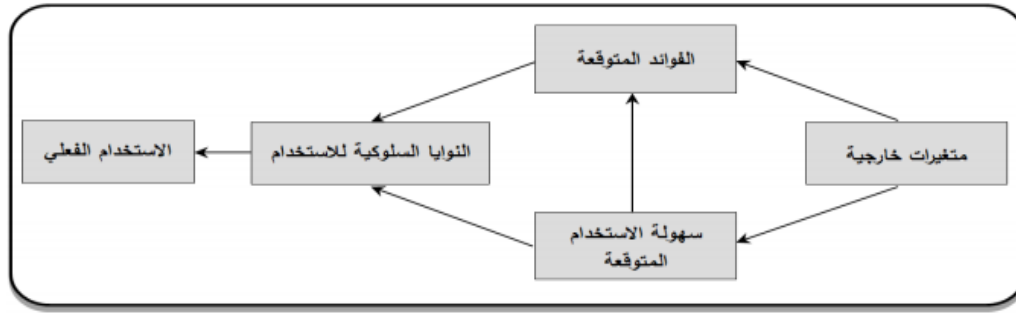 الفوائد المتوقعة
متغيرات خارجية
النوايا السلوكية للاستخدام
الاستخدام الفعلي
سهولة الاستخدام
المتوقعة